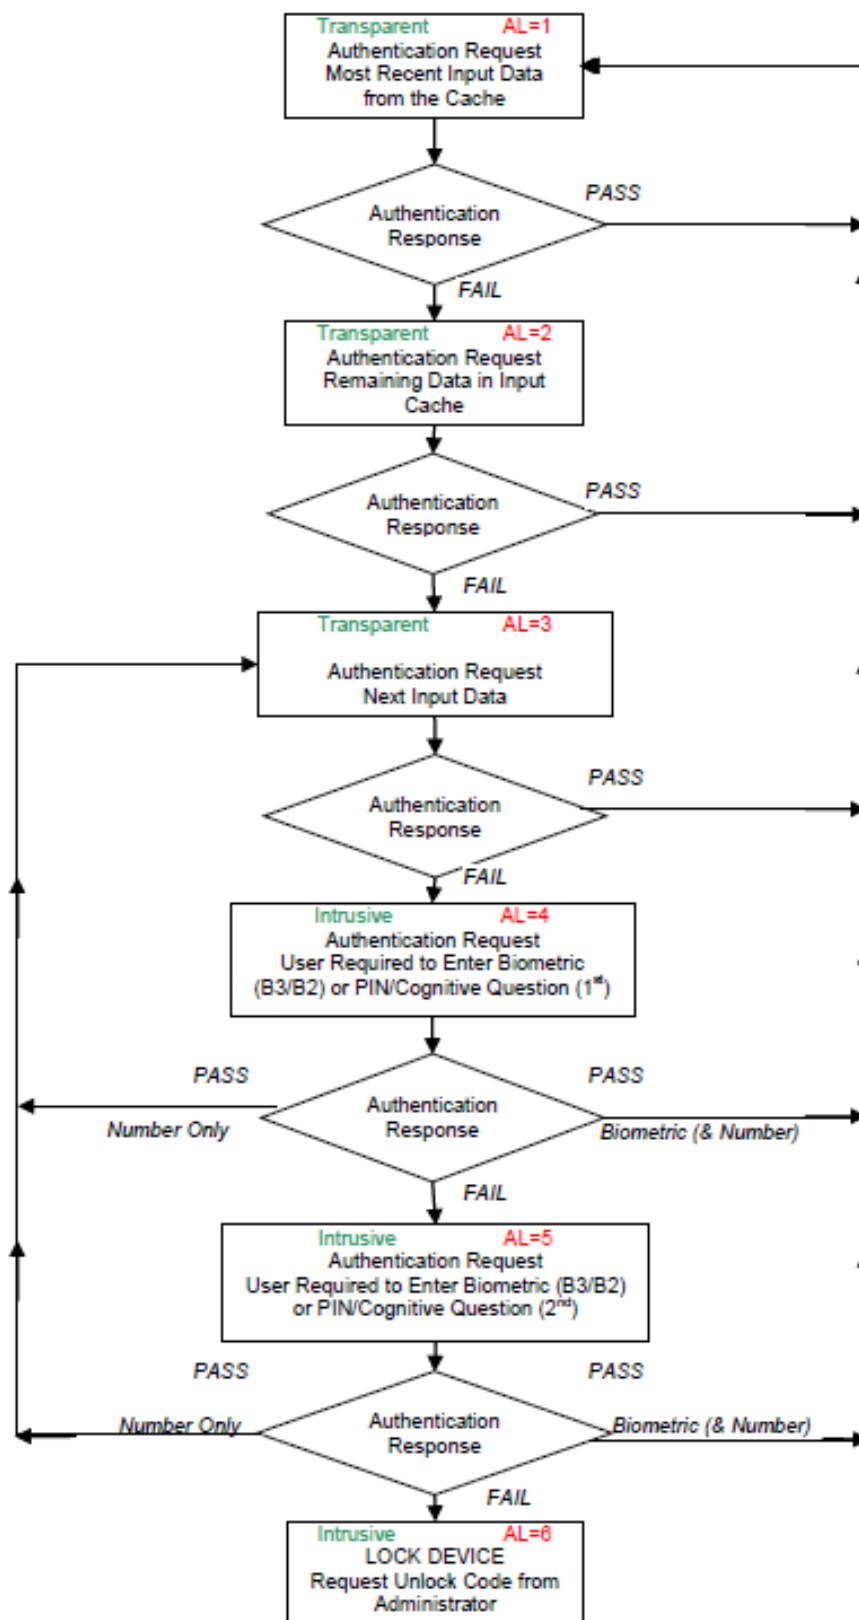 Transparent AL=1
Authentication Request
Most Recent Input Data
from the Cache
PASS
Authentication
Response
FAIL
Transparent AL=2
Authentication Request
Remaining Data in Input
Cache
PASS
Authentication
Response
FAIL
Transparent AL=3
Authentication Request
Next Input Data
PASS
Authentication
Response
FAIL
Intrusive AL=4
Authentication Request
User Required to Enter Biometric
(B3/B2) or PIN/Cognitive Question (1st)
PASS PASS
Authentication
Response
Number Only Biometric (& Number)
FAIL
Intrusive AL=5
Authentication Request
User Required to Enter Biometric (B3/B2)
or PIN/Cognitive Question (2nd)
PASS PASS
Number Only Authentication Biometric (& Number)
Response
FAIL
Intrusive AL=6
LOCK DEVICE
Request Unlock Code from
Administrator